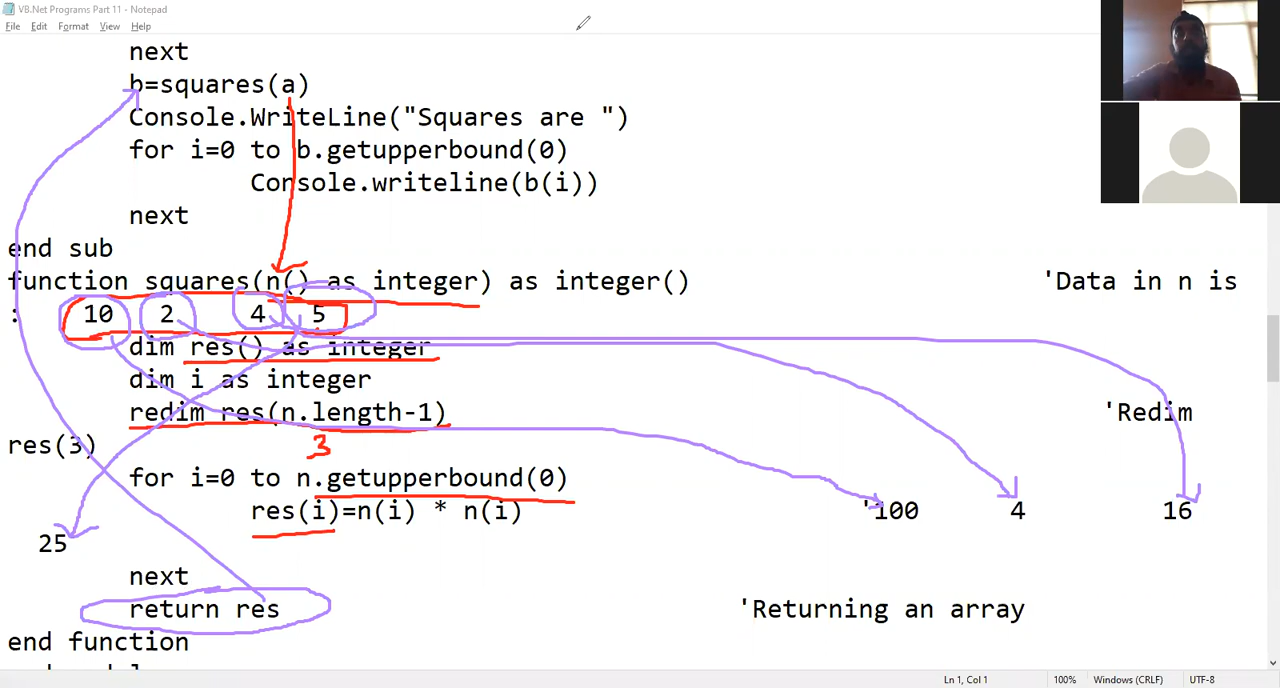 VB.Net Programs Part 11 - Notepad
File Edit Format View Help
next
b=squares(a)
Console.WriteLine("Squares are ")
for i=0 to b.getupperbound(0)
Console.writeline(b(i))
next
end sub
function squares(n() as integer) as integer() 'Data in n is
: 10 2 4 5
dim res() as integer
dim i as integer
redim res(n.length-1) 'Redim
res(3) 3
for i=0 to n.getupperbound(0)
res(i)=n(i) * n(i) '100 4 16
25
next
return res 'Returning an array
end function
Ln 1, Col 1 100% Windows (CRLF) UTF-8